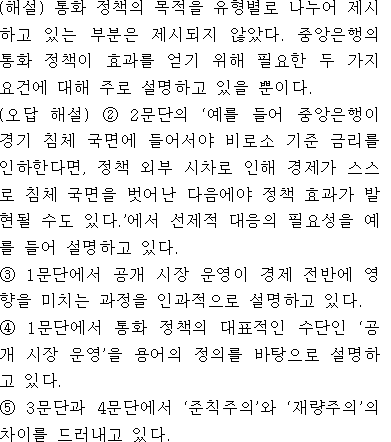 (해설) 통화 정책의 목적을 유형별로 나누어 제시
하고 있는 부분은 제시되지 않았다. 중앙은행의
통화 정책이 효과를 얻기 위해 필요한 두 가지
요건에 대해 주로 설명하고 있을 뿐이다.
(오답 해설) ② 2문단의 ‘예를 들어 중앙은행이
경기 침체 국면에 들어서야 비로소 기준 금리를
인하한다면, 정책 외부 시차로 인해 경제가 스스
로 침체 국면을 벗어난 다음에야 정책 효과가 발
현될 수도 있다.’에서 선제적 대응의 필요성을 예
를 들어 설명하고 있다.
③ 1문단에서 공개 시장 운영이 경제 전반에 영
향을 미치는 과정을 인과적으로 설명하고 있다.
④ 1문단에서 통화 정책의 대표적인 수단인 ‘공
개 시장 운영’을 용어의 정의를 바탕으로 설명하
고 있다.
⑤ 3문단과 4문단에서 ‘준칙주의’와 ‘재량주의’의
차이를 드러내고 있다.